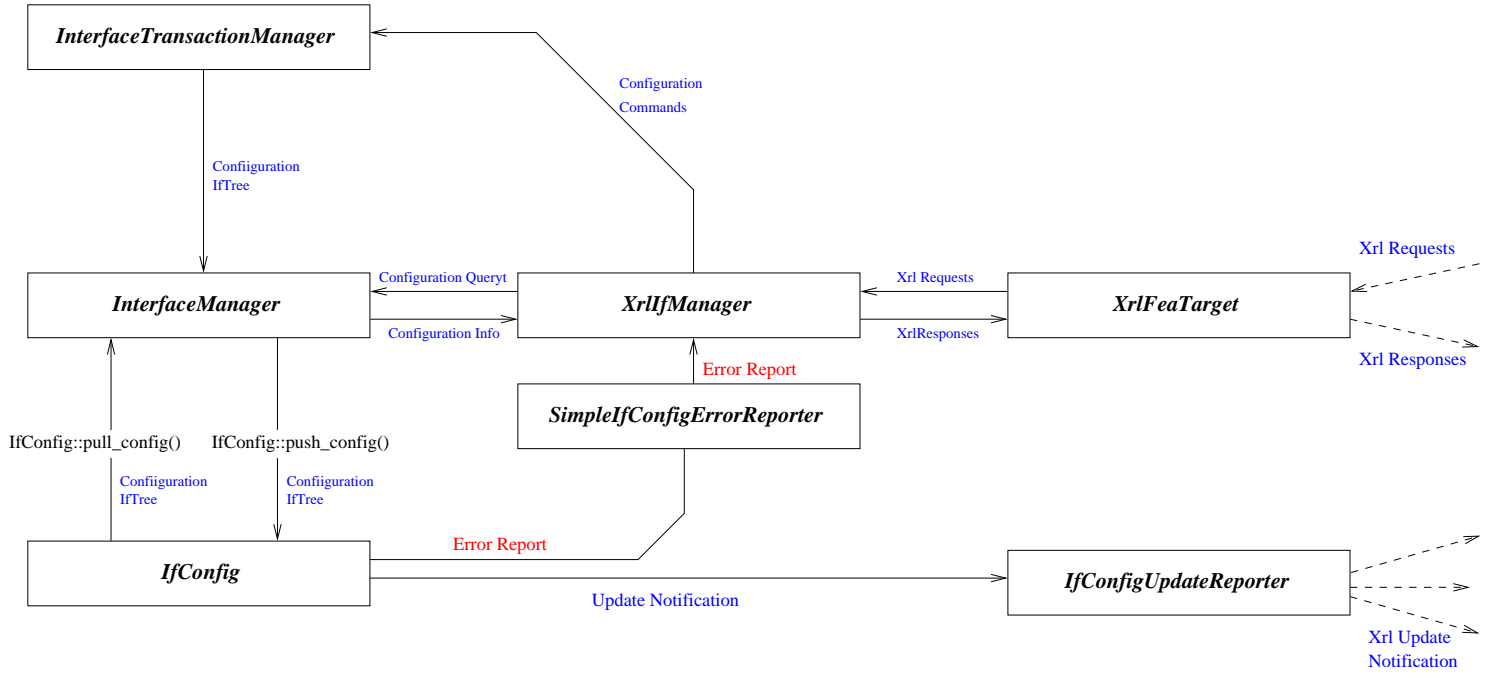 InterfaceTransactionManager
Configuration
Commands
Confiiguration
IfTree
Xrl Requests
Configuration Queryt
Xrl Requests
InterfaceManager
XrlIfManager
XrlFeaTarget
Configuration Info
XrlResponses
Xrl Responses
Error Report
SimpleIfConfigErrorReporter
IfConfig::pull_config()
IfConfig::push_config()
Confiiguration
IfTree
Confiiguration
IfTree
Error Report
IfConfig
IfConfigUpdateReporter
Update Notification
Xrl Update
Notification